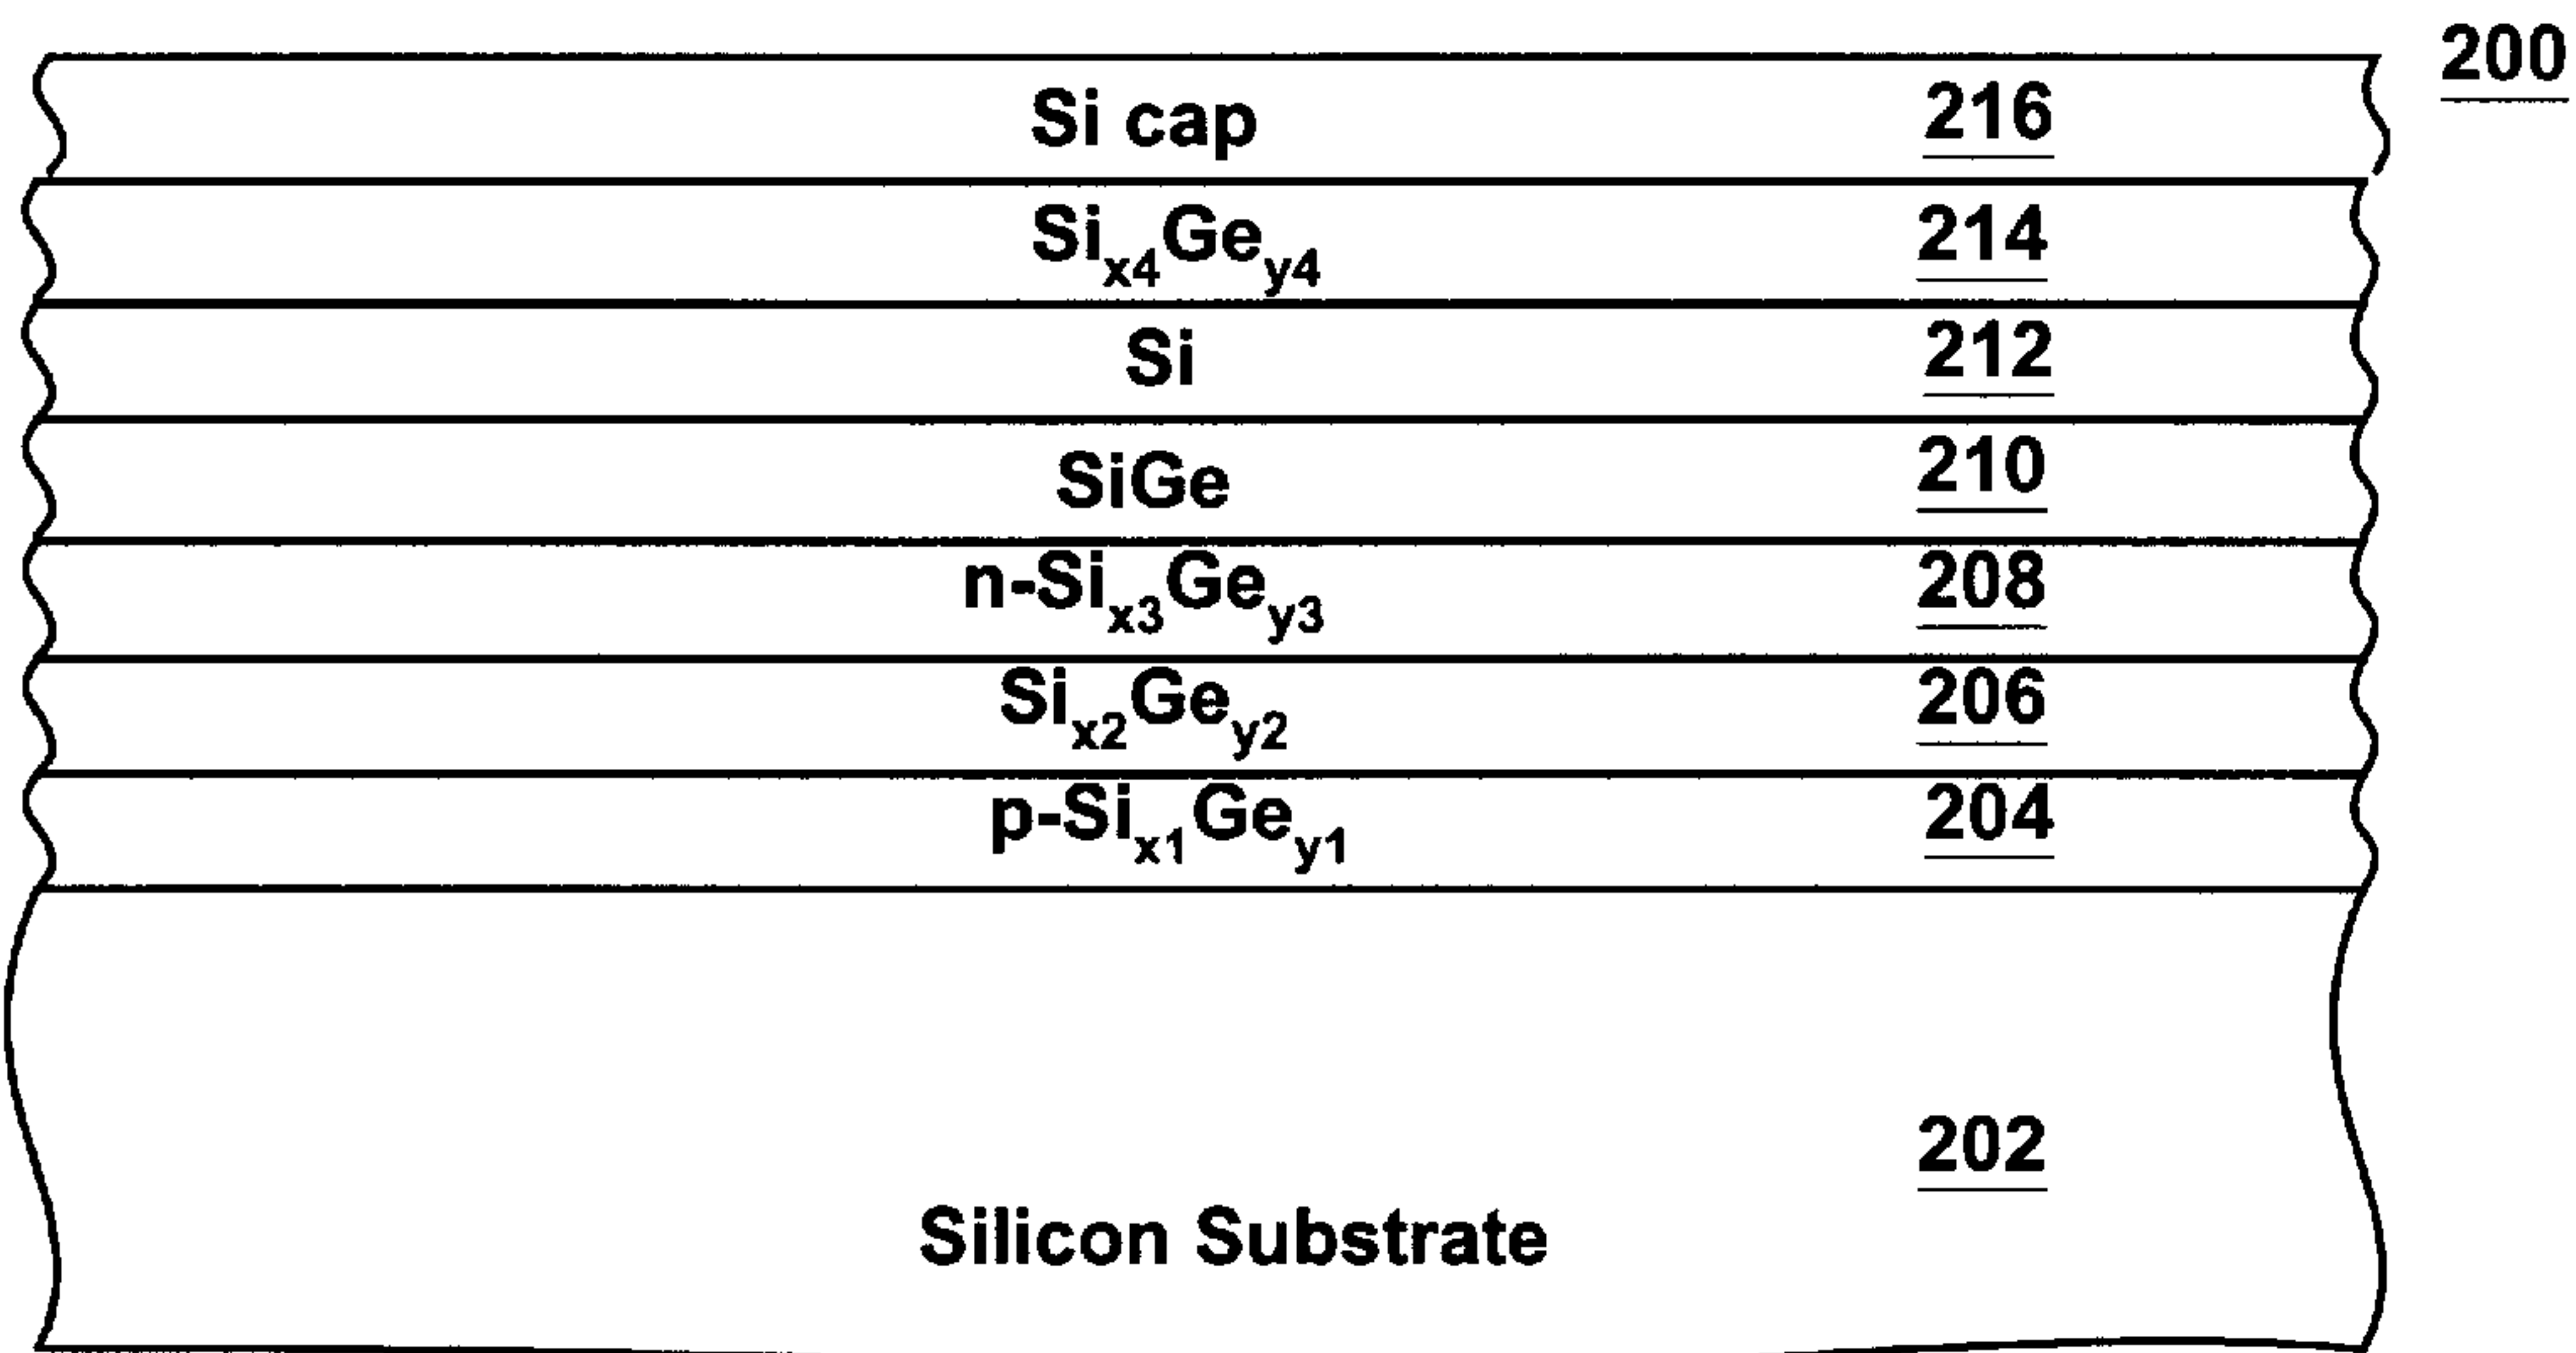 200
Si cap 216
Six4Gey4 214
Si 212
SiGe 210
n-Six3Gey3 208
Six2Gey2 206
p-Six1Gey1 204
202
Silicon Substrate